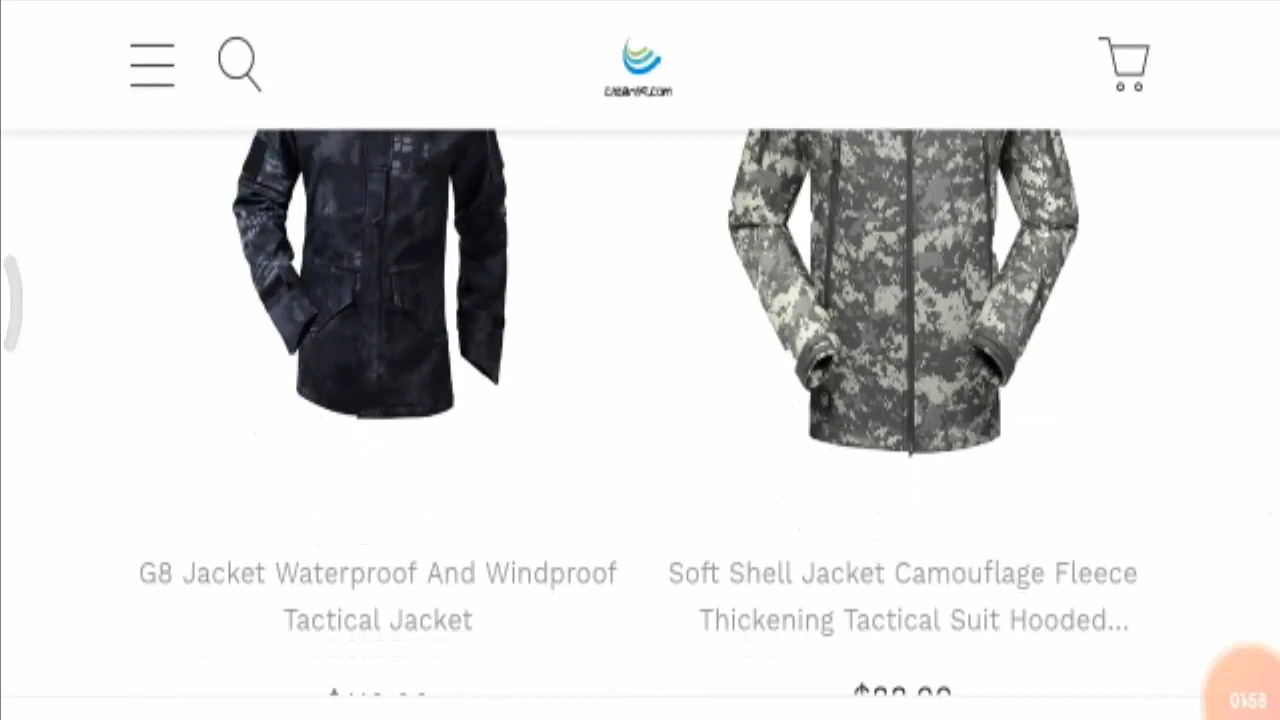 G8 Jacket Waterproof And Windproof
Tactical Jacket
Soft Shell Jacket Camouflage Fleece
Thickening Tactical Suit Hooded...